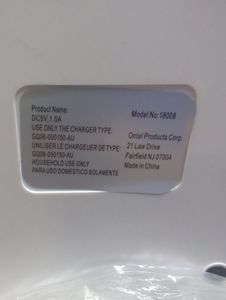 Product Name:
DC5V,1.5A
USE ONLY THE CHARGER TYPE:
GQ06-050150-AU
UNILISER LE CHARGUEUR DE TYPE:
GQ06-050150-AU
HOUSEHOLD USE ONLY
PARA USO DOMESTICO SOLAMENTE
Model No:18008
Ontel Products Corp.
21 Law Drive
Fairfield NJ 07004
Made in China